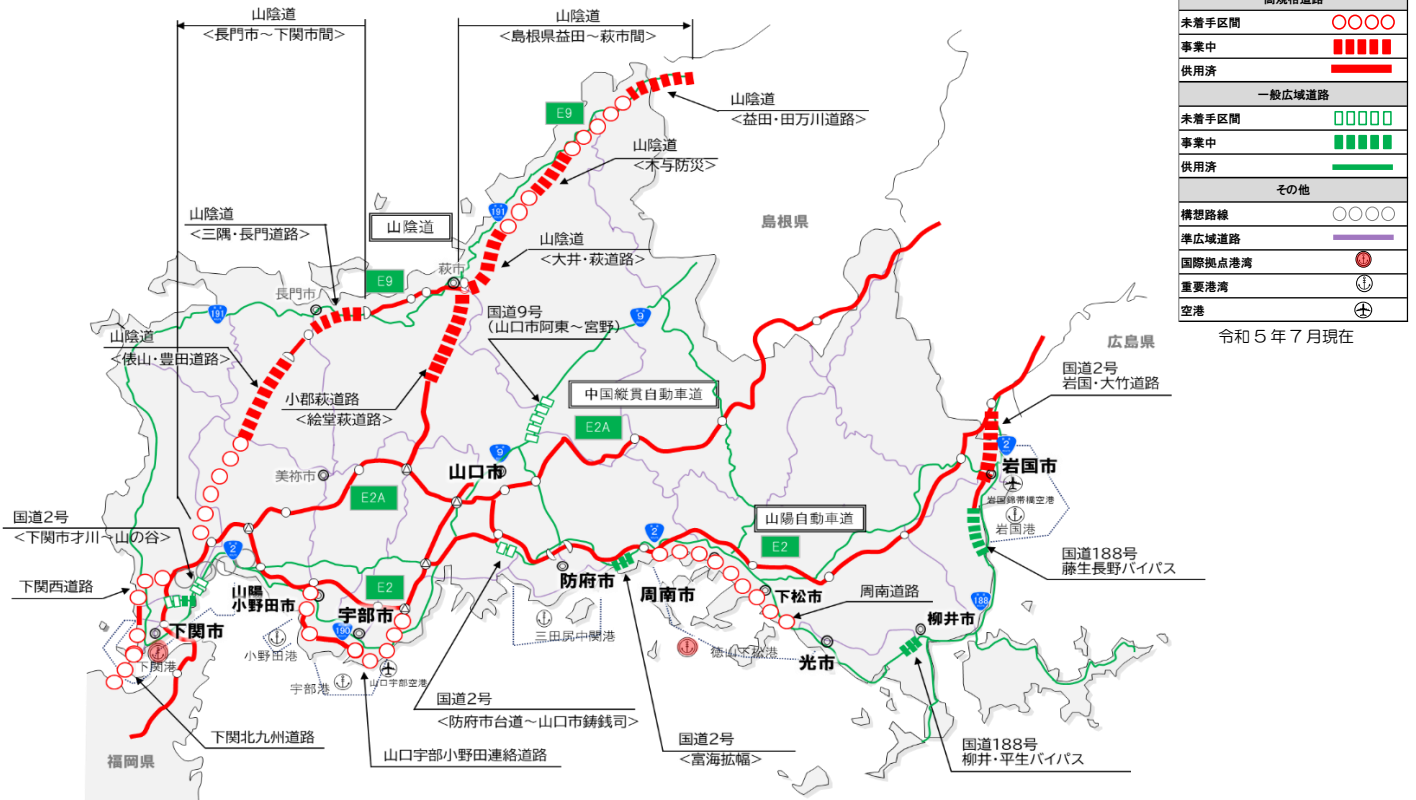 山陰道
<長門市～下関市間>
山陰道
<島根県益田～萩市間>
高規格道路
未着手区間
事業中
供用済
一般広域道路
未着手区間
事業中
供用済
その他
構想路線
準広域道路
国際拠点港湾
重要港湾
空港
令和５年７月現在
E9
山陰道
<益田・田万川道路>
山陰道
<木与防災>
191
山陰道
<三隅・長門道路>
山陰道
島根県
山陰道
<大井・萩道路>
萩市
E9
長門市
191
国道9号
(山口市阿東～宮野)
9
山陰道
<俵山・豊田道路>
広島県
国道2号
岩国・大竹道路
小郡萩道路
<絵堂萩道路>
中国縦貫自動車道
E2A
9
山口市
2
岩国市
美祢市
E2A
岩国錦帯橋空港
岩国港
国道2号
<下関市才川～山の谷>
山陽自動車道
2
E2
2
国道188号
藤生長野バイパス
下関西道路
山陽
小野田市
E2
防府市
周南市
下松市
周南道路
188
宇部市
190
下関市
柳井市
三田尻中関港
下関港
小野田港
徳山下松港
光市
宇部港
山口宇部空港
国道2号
<防府市台道～山口市鋳銭司>
下関北九州道路
国道2号
<富海拡幅>
国道188号
柳井・平生バイパス
山口宇部小野田連絡道路
福岡県